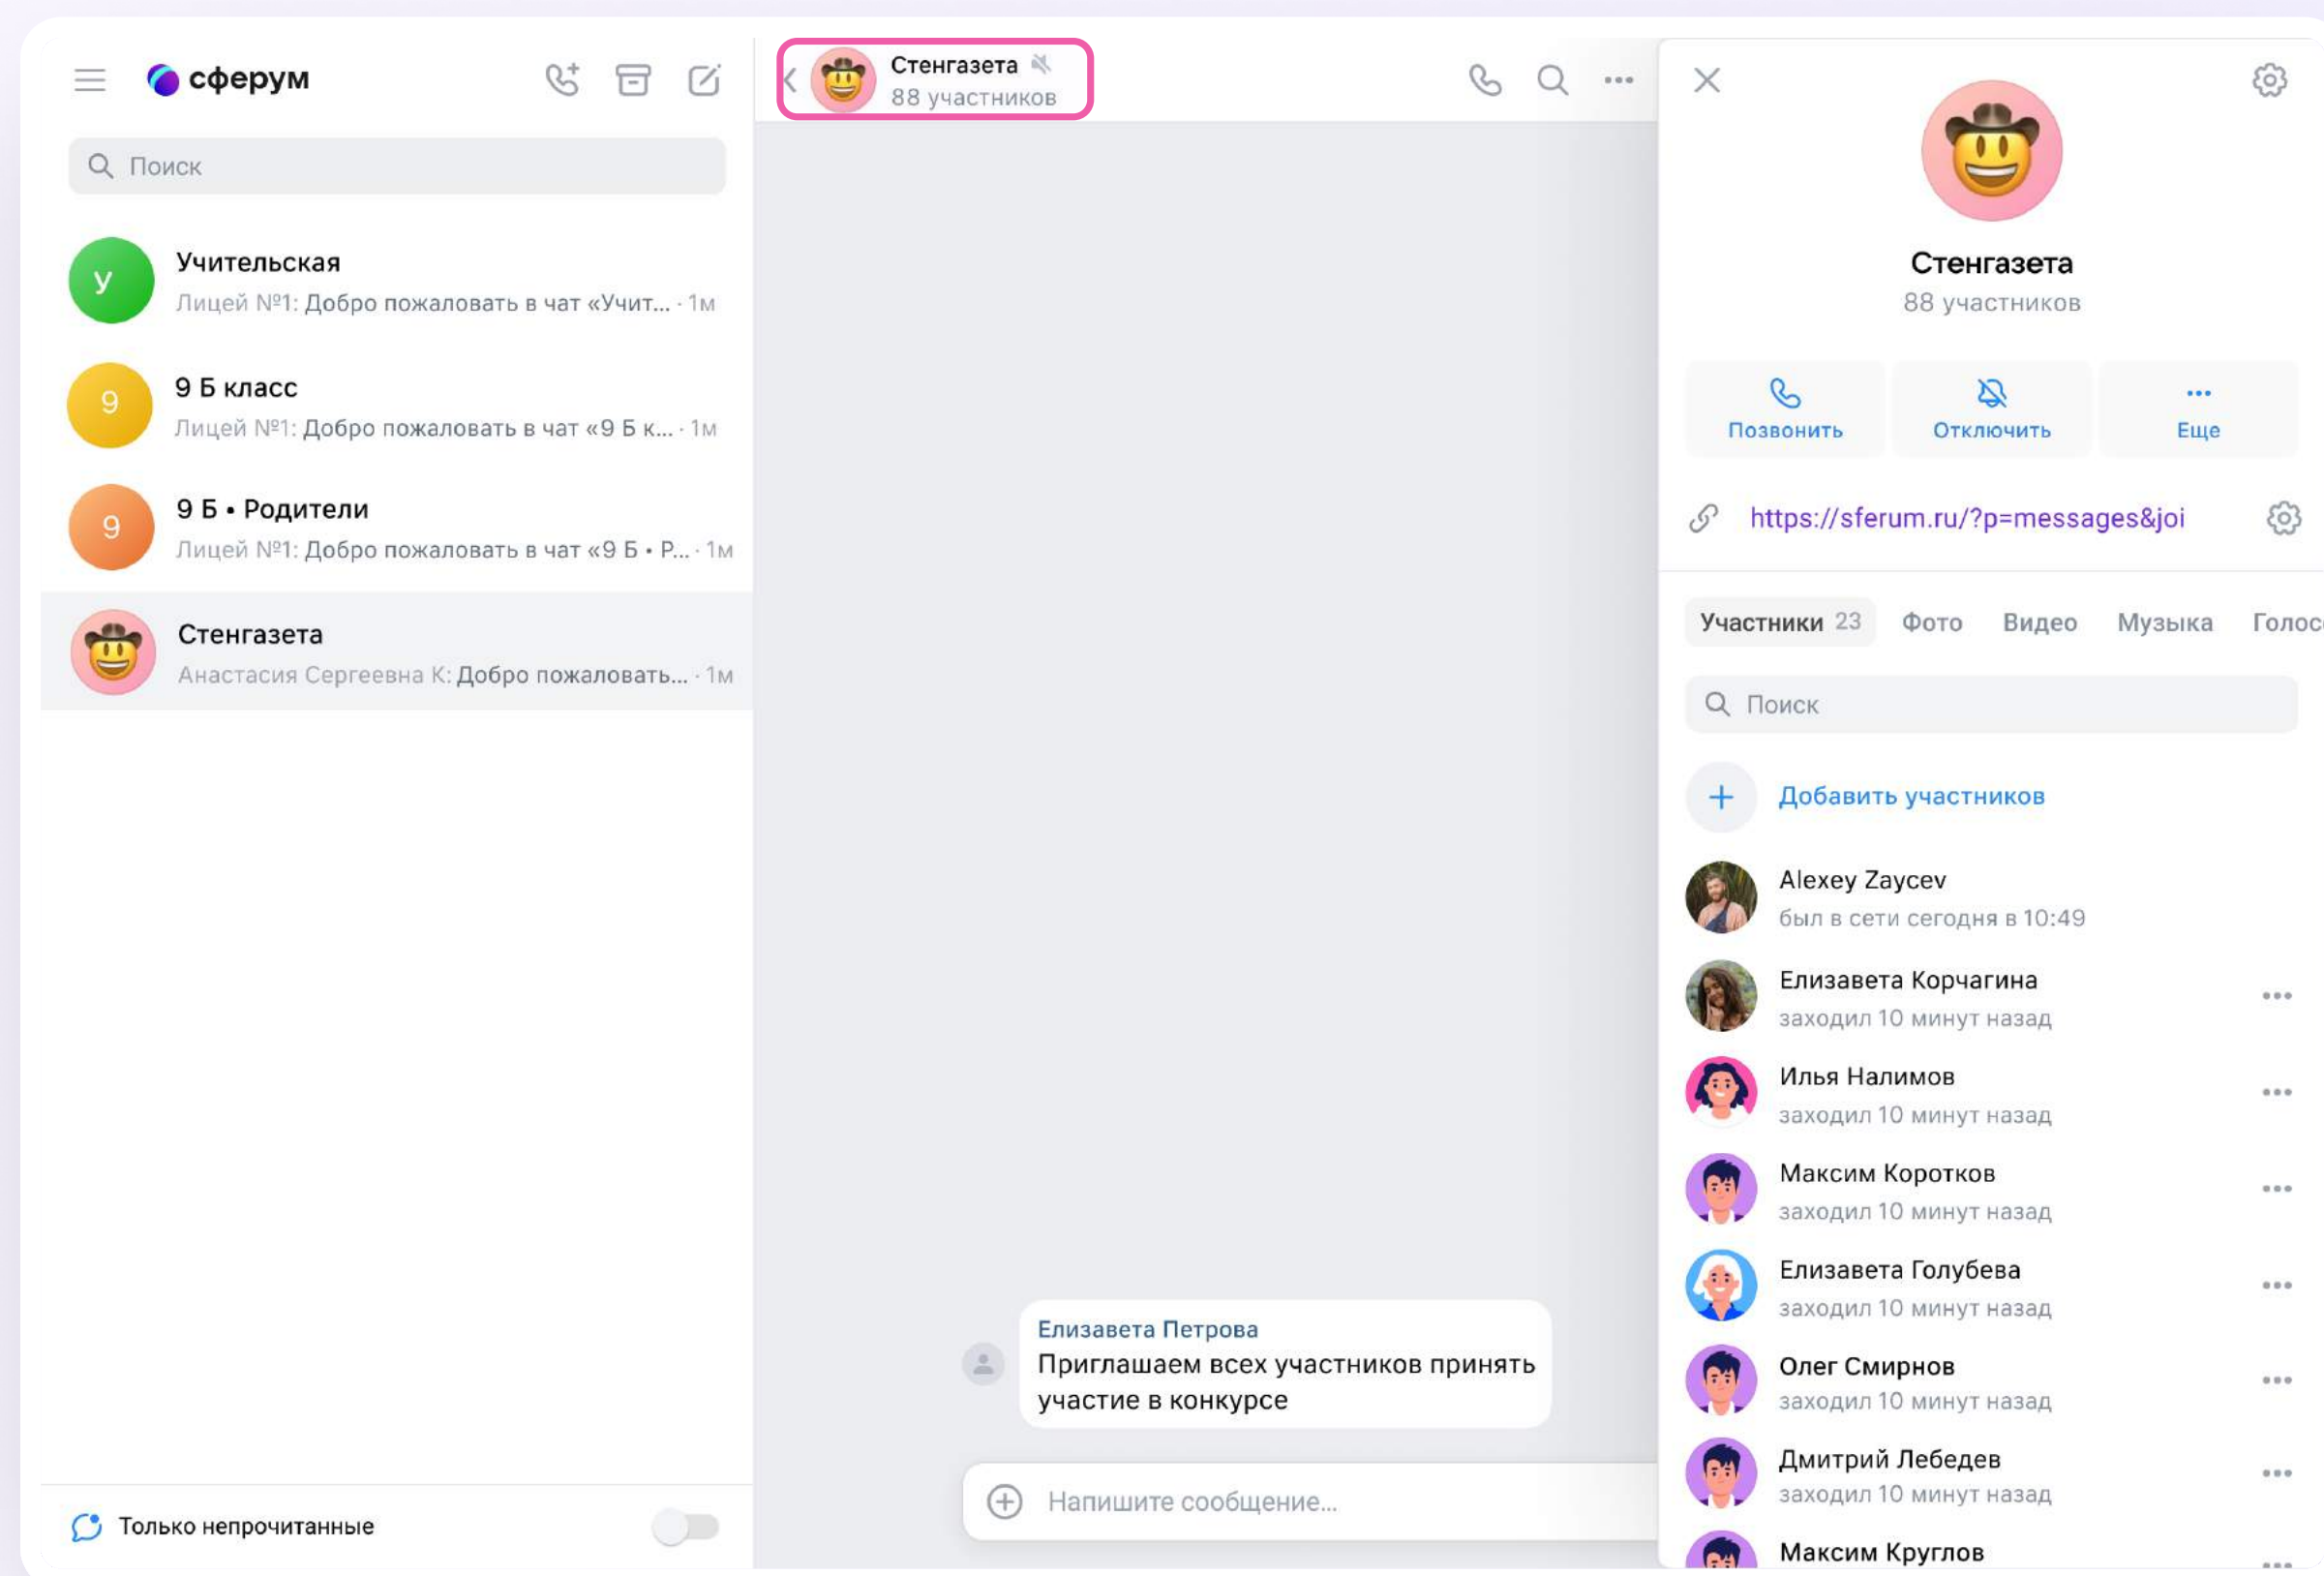 сферум
Поиск
У
Учительская
Лицей №1: Добро пожаловать в чат «Учит... · 1м
9
9 Б класс
Лицей №1: Добро пожаловать в чат «9 Б к... · 1м
9
9 Б • Родители
Лицей №1: Добро пожаловать в чат «9 Б • Р... · 1м
Стенгазета
Анастасия Сергеевна К: Добро пожаловать... · 1м
Только непрочитанные
Стенгазета
88 участников
Елизавета Петрова
Приглашаем всех участников принять
участие в конкурсе
Напишите сообщение...
Стенгазета
88 участников
Позвонить Отключить Еще
https://sferum.ru/?p=messages&joi
Участники 23 Фото Видео Музыка Голос
Поиск
Добавить участников
Alexey Zaycev
был в сети сегодня в 10:49
Елизавета Корчагина
заходил 10 минут назад
Илья Налимов
заходил 10 минут назад
Максим Коротков
заходил 10 минут назад
Елизавета Голубева
заходил 10 минут назад
Олег Смирнов
заходил 10 минут назад
Дмитрий Лебедев
заходил 10 минут назад
Максим Круглов